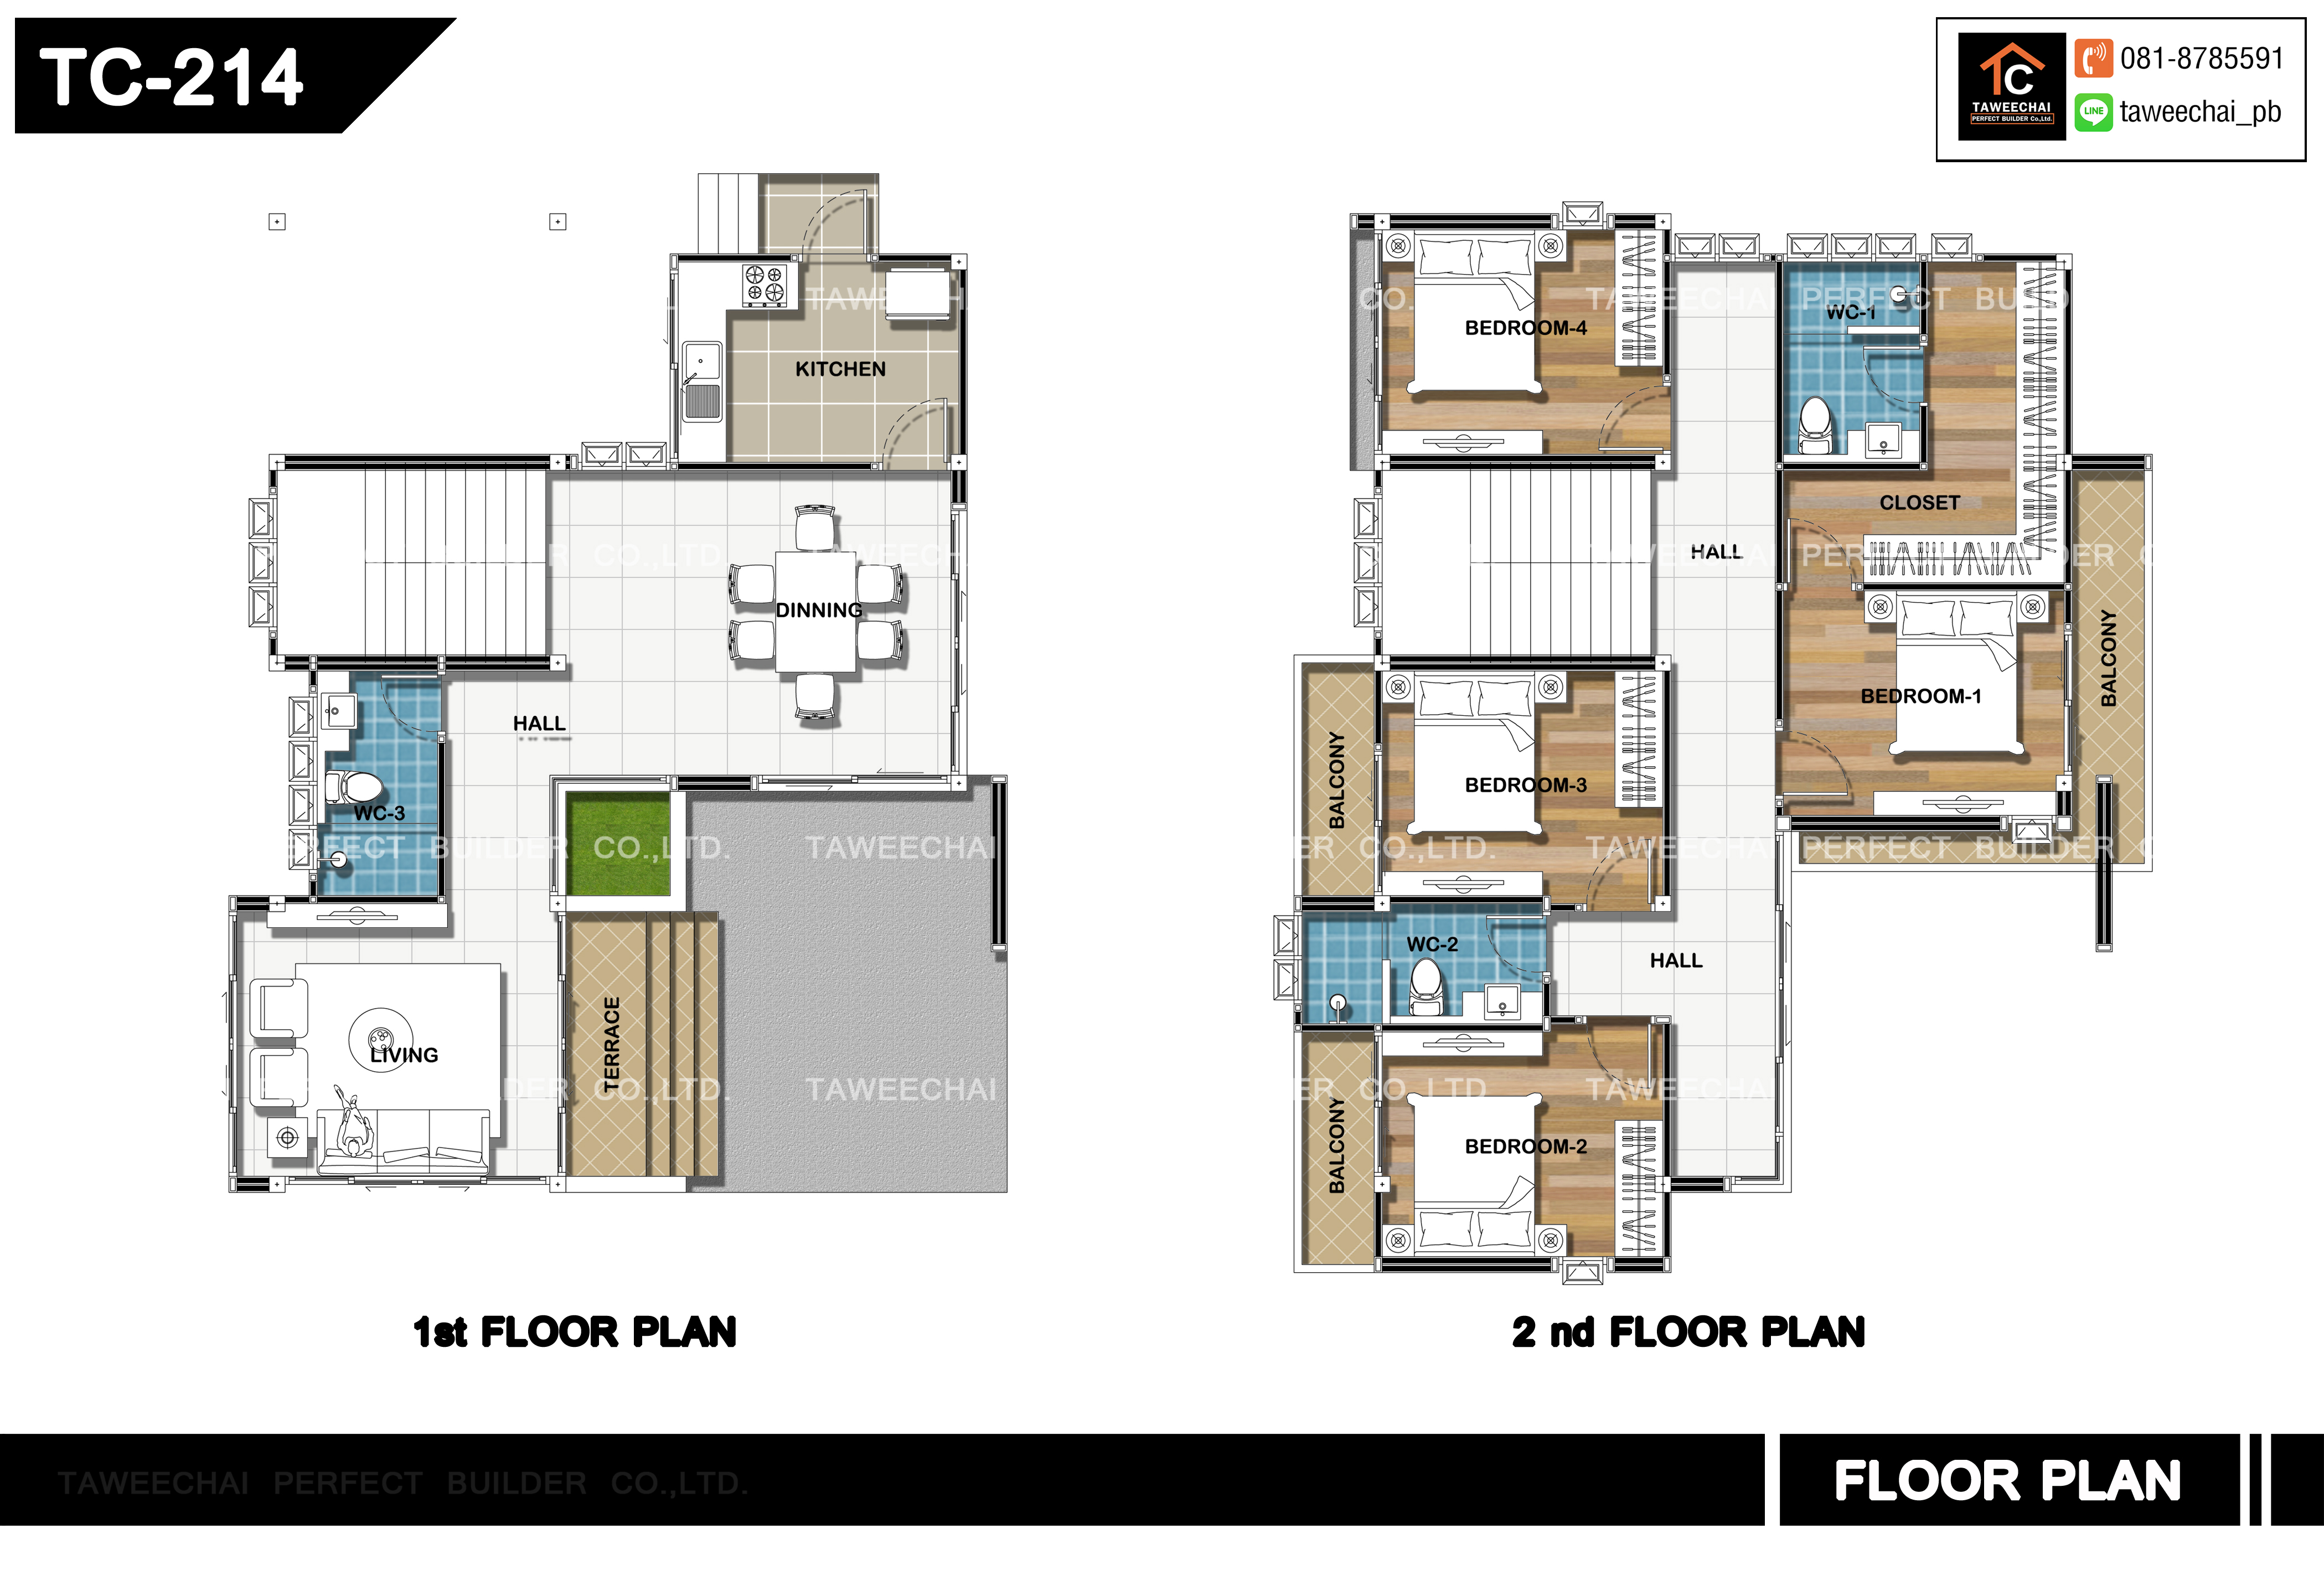 TC-214
TC
TAWEECHAI
PERFECT BUILDER Co.,Ltd.
081-8785591
LINE
taweechai_pb
KITCHEN
DINNING
HALL
WC-3
LIVING
TERRACE
1st FLOOR PLAN
BEDROOM-4
WC-1
CLOSET
HALL
BALCONY
BEDROOM-1
BALCONY
BEDROOM-3
WC-2
HALL
BALCONY
BEDROOM-2
2 nd FLOOR PLAN
TAWEECHAI PERFECT BUILDER CO.,LTD.
FLOOR PLAN